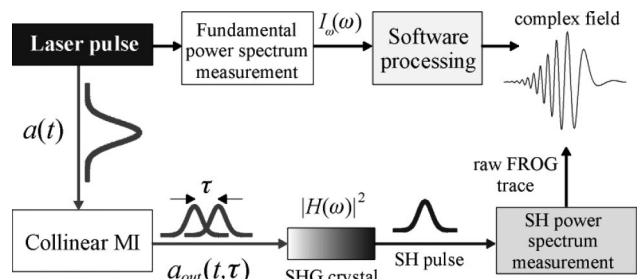 Laser pulse
Fundamental
power spectrum
measurement
I_ω(ω)
Software
processing
complex field
a(t)
τ
|H(ω)|²
raw FROG
trace
Collinear MI
a_out(t,τ)
SHG crystal
SH pulse
SH power
spectrum
measurement